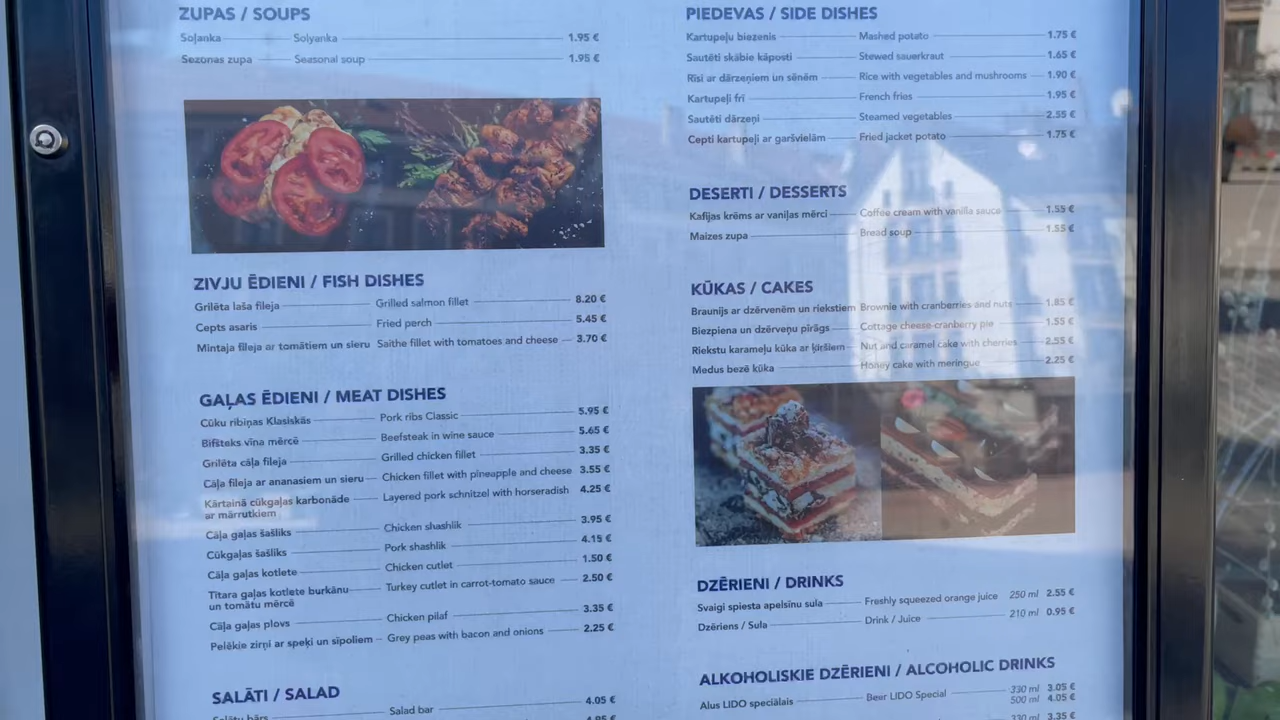 ZUPAS / SOUPS
Soļanka Solyanka 1.95 €
Sezonas zupa Seasonal soup 1.95 €
ZIVJU ĒDIENI / FISH DISHES
Grilēta laša fileja Grilled salmon fillet 8.20 €
Cepts asaris Fried perch 5.45 €
Mintaja fileja ar tomātiem un sieru Saithe fillet with tomatoes and cheese 3.70 €
GAĻAS ĒDIENI / MEAT DISHES
Cūku ribiņas Klasiskās Pork ribs Classic 5.95 €
Bifšteks vīna mērcē Beefsteak in wine sauce 5.65 €
Grilēta cāļa fileja Grilled chicken fillet 3.35 €
Cāļa fileja ar ananasiem un sieru Chicken fillet with pineapple and cheese 3.55 €
Kārtainā cūkgaļas karbonāde Layered pork schnitzel with horseradish 4.25 €
ar mārrutkiem
Cāļa gaļas šašliks Chicken shashlik 3.95 €
Cūkgaļas šašliks Pork shashlik 4.15 €
Cāļa gaļas kotlete Chicken cutlet 1.50 €
Tītara gaļas kotlete burkānu Turkey cutlet in carrot-tomato sauce 2.50 €
un tomātu mērcē
Cāļa gaļas plovs Chicken pilaf 3.35 €
Pelēkie zirņi ar speķi un sīpoliem Grey peas with bacon and onions 2.25 €
SALĀTI / SALAD
Salātu bārs Salad bar 4.05 €
4.95 €
PIEDEVAS / SIDE DISHES
Kartupeļu biezenis Mashed potato 1.75 €
Sautēti skābie kāposti Stewed sauerkraut 1.65 €
Rīsi ar dārzeņiem un sēnēm Rice with vegetables and mushrooms 1.90 €
Kartupeļi frī French fries 1.95 €
Sautēti dārzeņi Steamed vegetables 2.55 €
Cepti kartupeļi ar garšvielām Fried jacket potato 1.75 €
DESERTI / DESSERTS
Kafijas krēms ar vaniļas mērci Coffee cream with vanilla sauce 1.55 €
Maizes zupa Bread soup 1.55 €
KŪKAS / CAKES
Braunijs ar dzērvenēm un riekstiem Brownie with cranberries and nuts 1.85 €
Biezpiena un dzērveņu pīrāgs Cottage cheese-cranberry pie 1.55 €
Riekstu karameļu kūka ar ķiršiem Nut and caramel cake with cherries 2.55 €
Medus bezē kūka Honey cake with meringue 2.25 €
DZĒRIENI / DRINKS
Svaigi spiesta apelsīnu sula Freshly squeezed orange juice 250 ml 2.55 €
Dzēriens / Sula Drink / Juice 210 ml 0.95 €
ALKOHOLISKIE DZĒRIENI / ALCOHOLIC DRINKS
Alus LIDO speciālais Beer LIDO Special 330 ml 3.05 €
500 ml 4.05 €
330 ml 3.35 €